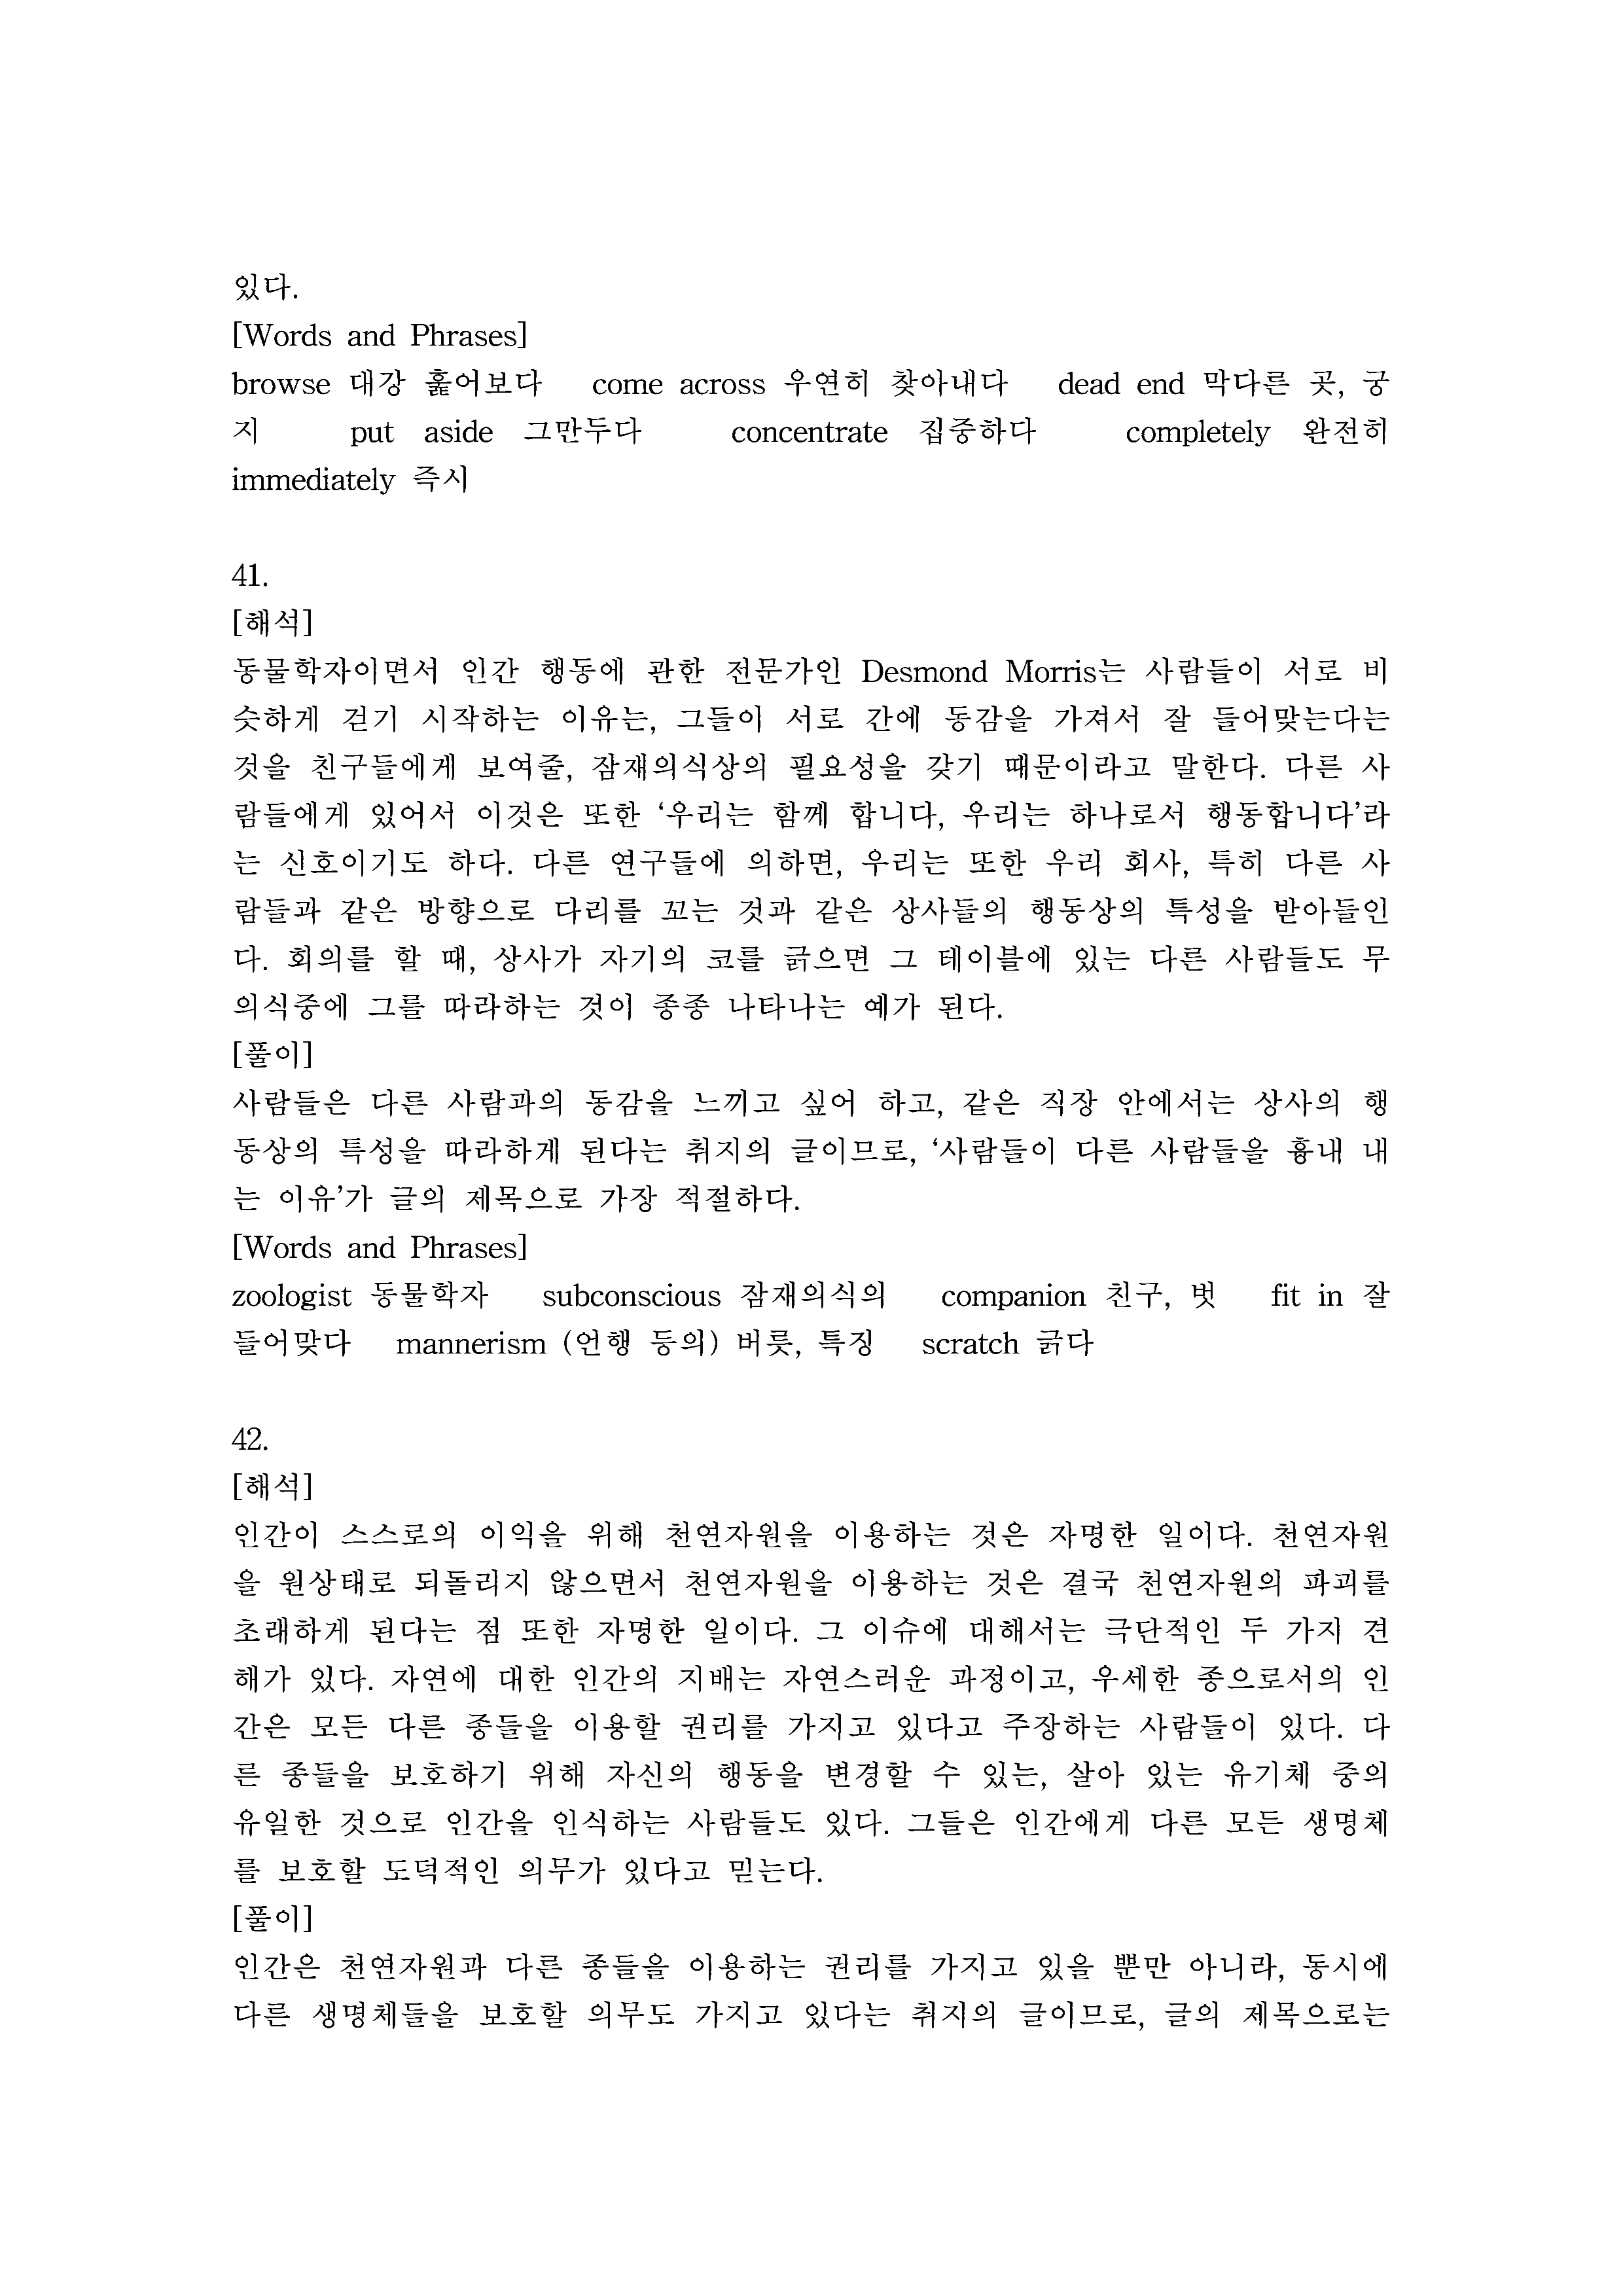 있다.
[Words and Phrases]
browse 대강 훑어보다 come across 우연히 찾아내다 dead end 막다른 곳, 궁
지 put aside 그만두다 concentrate 집중하다 completely 완전히
immediately 즉시
41.
[해석]
동물학자이면서 인간 행동에 관한 전문가인 Desmond Morris는 사람들이 서로 비
슷하게 걷기 시작하는 이유는, 그들이 서로 간에 동감을 가져서 잘 들어맞는다는
것을 친구들에게 보여줄, 잠재의식상의 필요성을 갖기 때문이라고 말한다. 다른 사
람들에게 있어서 이것은 또한 ‘우리는 함께 합니다, 우리는 하나로서 행동합니다’라
는 신호이기도 하다. 다른 연구들에 의하면, 우리는 또한 우리 회사, 특히 다른 사
람들과 같은 방향으로 다리를 꼬는 것과 같은 상사들의 행동상의 특성을 받아들인
다. 회의를 할 때, 상사가 자기의 코를 긁으면 그 테이블에 있는 다른 사람들도 무
의식중에 그를 따라하는 것이 종종 나타나는 예가 된다.
[풀이]
사람들은 다른 사람과의 동감을 느끼고 싶어 하고, 같은 직장 안에서는 상사의 행
동상의 특성을 따라하게 된다는 취지의 글이므로, ‘사람들이 다른 사람들을 흉내 내
는 이유’가 글의 제목으로 가장 적절하다.
[Words and Phrases]
zoologist 동물학자 subconscious 잠재의식의 companion 친구, 벗 fit in 잘
들어맞다 mannerism (언행 등의) 버릇, 특징 scratch 긁다
42.
[해석]
인간이 스스로의 이익을 위해 천연자원을 이용하는 것은 자명한 일이다. 천연자원
을 원상태로 되돌리지 않으면서 천연자원을 이용하는 것은 결국 천연자원의 파괴를
초래하게 된다는 점 또한 자명한 일이다. 그 이슈에 대해서는 극단적인 두 가지 견
해가 있다. 자연에 대한 인간의 지배는 자연스러운 과정이고, 우세한 종으로서의 인
간은 모든 다른 종들을 이용할 권리를 가지고 있다고 주장하는 사람들이 있다. 다
른 종들을 보호하기 위해 자신의 행동을 변경할 수 있는, 살아 있는 유기체 중의
유일한 것으로 인간을 인식하는 사람들도 있다. 그들은 인간에게 다른 모든 생명체
를 보호할 도덕적인 의무가 있다고 믿는다.
[풀이]
인간은 천연자원과 다른 종들을 이용하는 권리를 가지고 있을 뿐만 아니라, 동시에
다른 생명체들을 보호할 의무도 가지고 있다는 취지의 글이므로, 글의 제목으로는